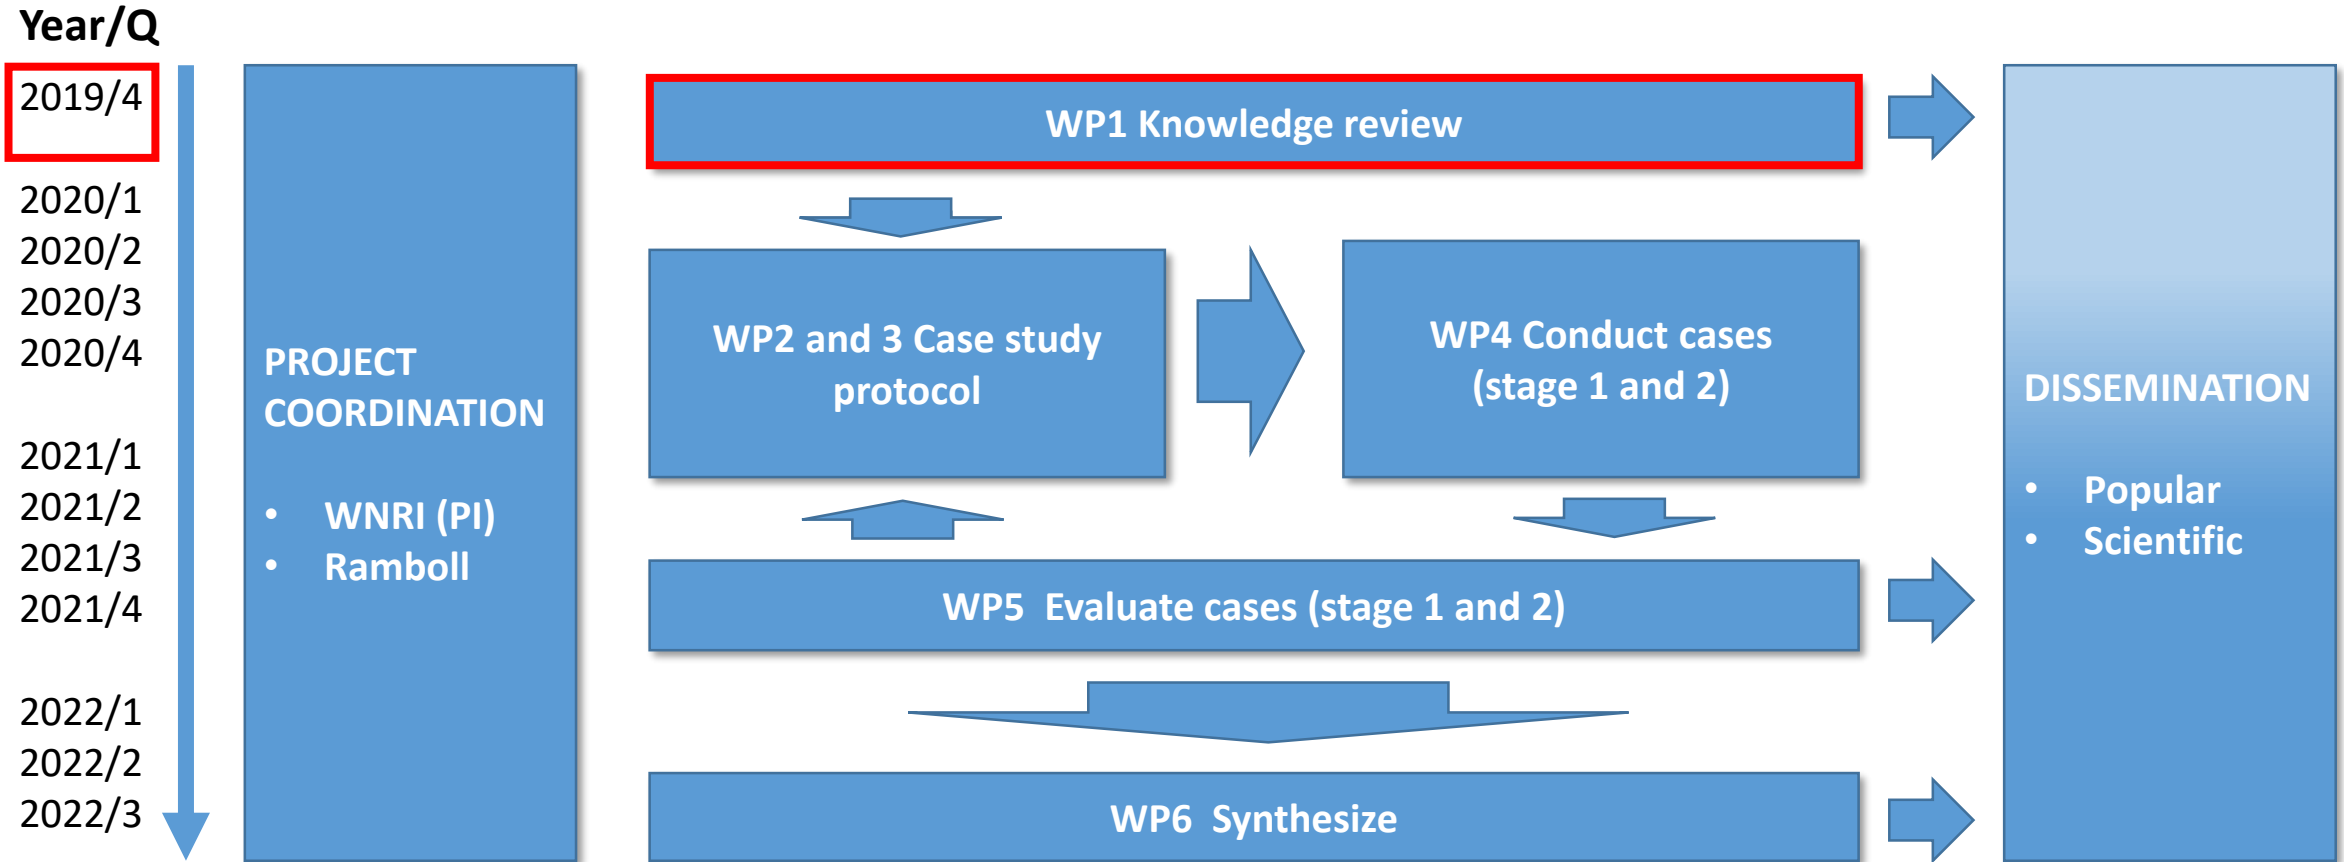 Year/Q
2019/4
2020/1
2020/2
2020/3
2020/4
2021/1
2021/2
2021/3
2021/4
2022/1
2022/2
2022/3
PROJECT
COORDINATION
• WNRI (PI)
• Ramboll
WP1 Knowledge review
WP2 and 3 Case study
protocol
WP4 Conduct cases
(stage 1 and 2)
WP5 Evaluate cases (stage 1 and 2)
WP6 Synthesize
DISSEMINATION
• Popular
• Scientific